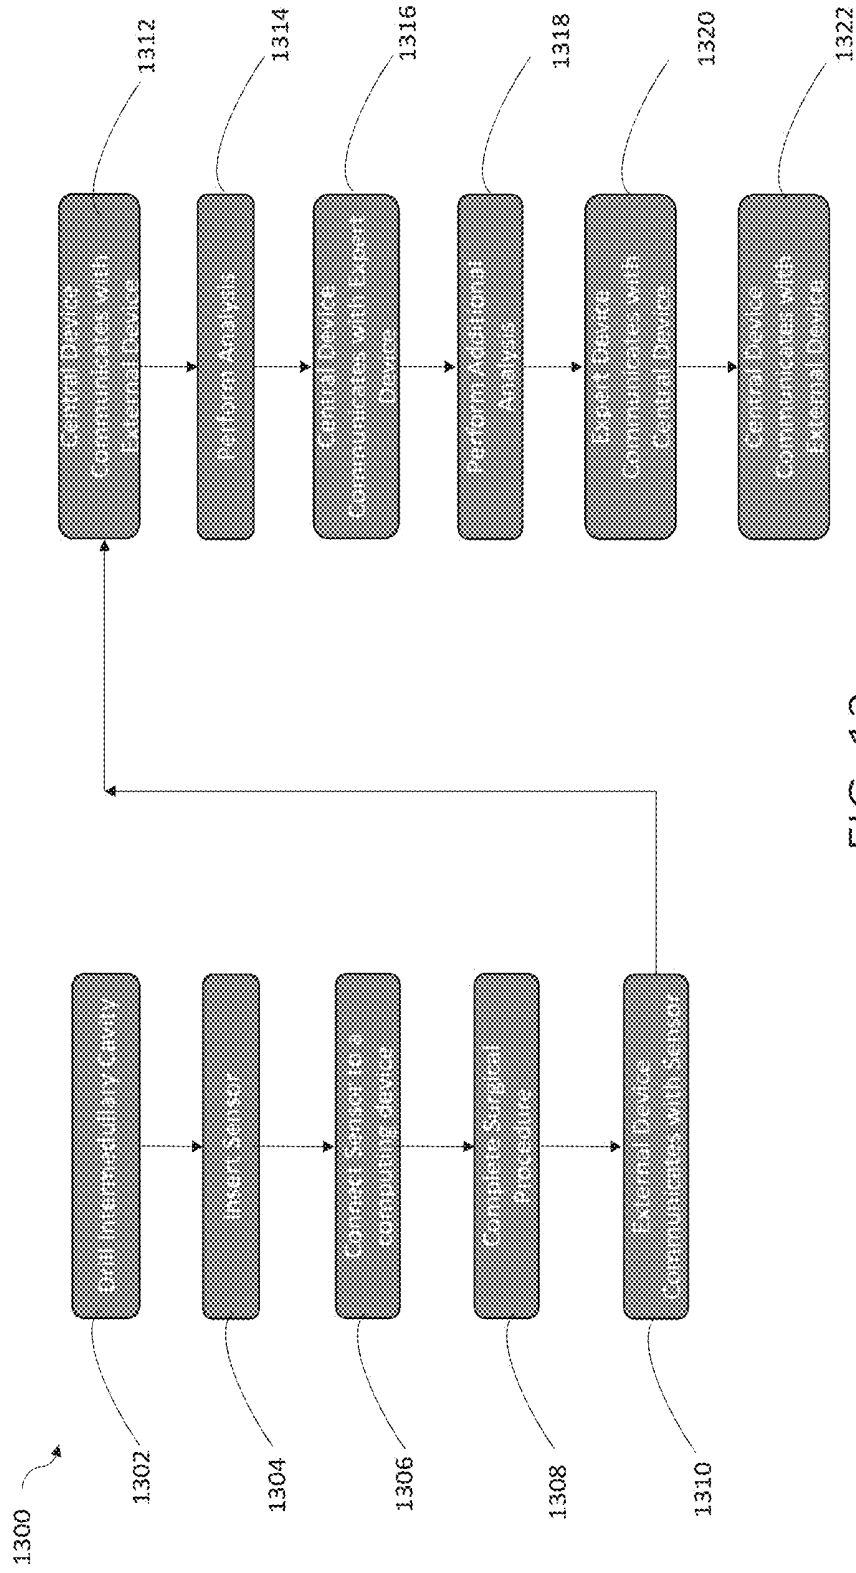 1300
1302
Drill Intermedullary Cavity
1304
Insert Sensor
1306
Connect Sensor to a
computing device
1308
Complete Surgical
Procedure
1310
External Device
Communicates with Sensor
1312
Central Device
Communicates with
External Device
1314
Perform Analysis
1316
Central Device
Communicates with Expert
Device
1318
Perform Additional
Analysis
1320
Expert Device
Communicates with
Central Device
1322
Central Device
Communicates with
External Device
FIG.